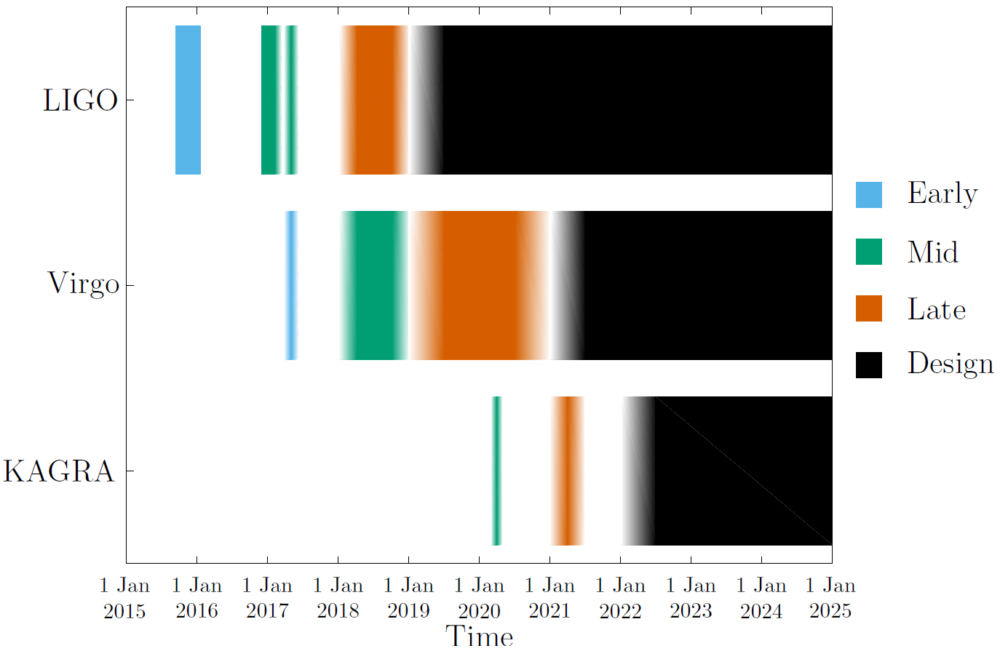 LIGO
Virgo
KAGRA
Early
Mid
Late
Design
1 Jan 1 Jan 1 Jan 1 Jan 1 Jan 1 Jan 1 Jan 1 Jan 1 Jan 1 Jan 1 Jan
2015 2016 2017 2018 2019 2020 2021 2022 2023 2024 2025
Time